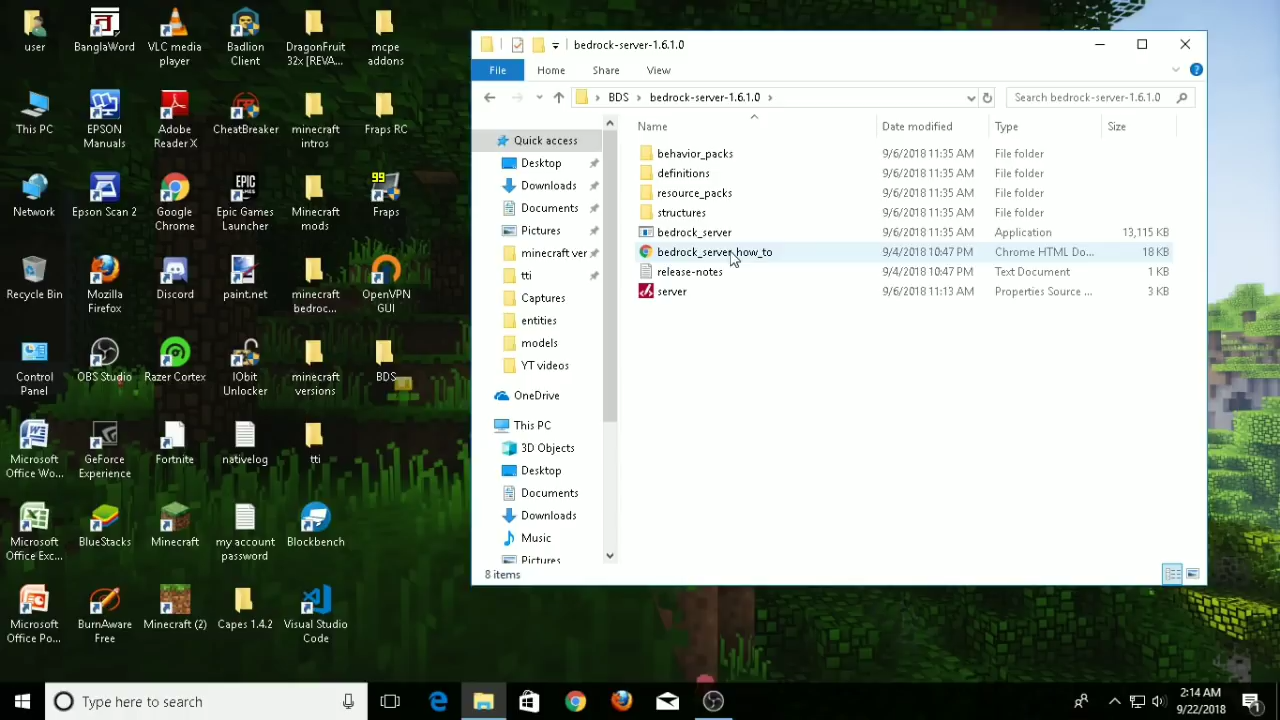 user
BanglaWord
VLC media
player
Badlion
Client
DragonFruit
32x [REVA...
mcpe
addons
This PC
EPSON
Manuals
Adobe
Reader X
CheatBreaker
minecraft
intros
Fraps RC
Network
Epson Scan 2
Google
Chrome
EPIC
GAMES
Epic Games
Launcher
Minecraft
mods
99
Fraps
Recycle Bin
Mozilla
Firefox
Discord
paint.net
minecraft
bedroc...
OpenVPN
GUI
Control
Panel
OBS Studio
Razer Cortex
IObit
Unlocker
minecraft
versions
BDS
Microsoft
Office Wo...
GeForce
Experience
Fortnite
nativelog
tti
Microsoft
Office Exc...
BlueStacks
Minecraft
my account
password
Blockbench
Microsoft
Office Po...
BurnAware
Free
Minecraft (2)
Capes 1.4.2
Visual Studio
Code
bedrock-server-1.6.1.0
File Home Share View
BDS bedrock-server-1.6.1.0
Search bedrock-server-1.6.1.0
Quick access
Desktop
Downloads
Documents
Pictures
minecraft ver
tti
Captures
entities
models
YT videos
OneDrive
This PC
3D Objects
Desktop
Documents
Downloads
Music
Pictures
Name Date modified Type Size
behavior_packs 9/6/2018 11:35 AM File folder
definitions 9/6/2018 11:35 AM File folder
resource_packs 9/6/2018 11:35 AM File folder
structures 9/6/2018 11:35 AM File folder
bedrock_server 9/6/2018 11:35 AM Application 13,115 KB
bedrock_server_how_to 9/4/2018 10:47 PM Chrome HTML Do... 18 KB
release-notes 9/4/2018 10:47 PM Text Document 1 KB
server 9/6/2018 11:13 AM Properties Source ... 3 KB
8 items
Type here to search
2:14 AM
9/22/2018
1